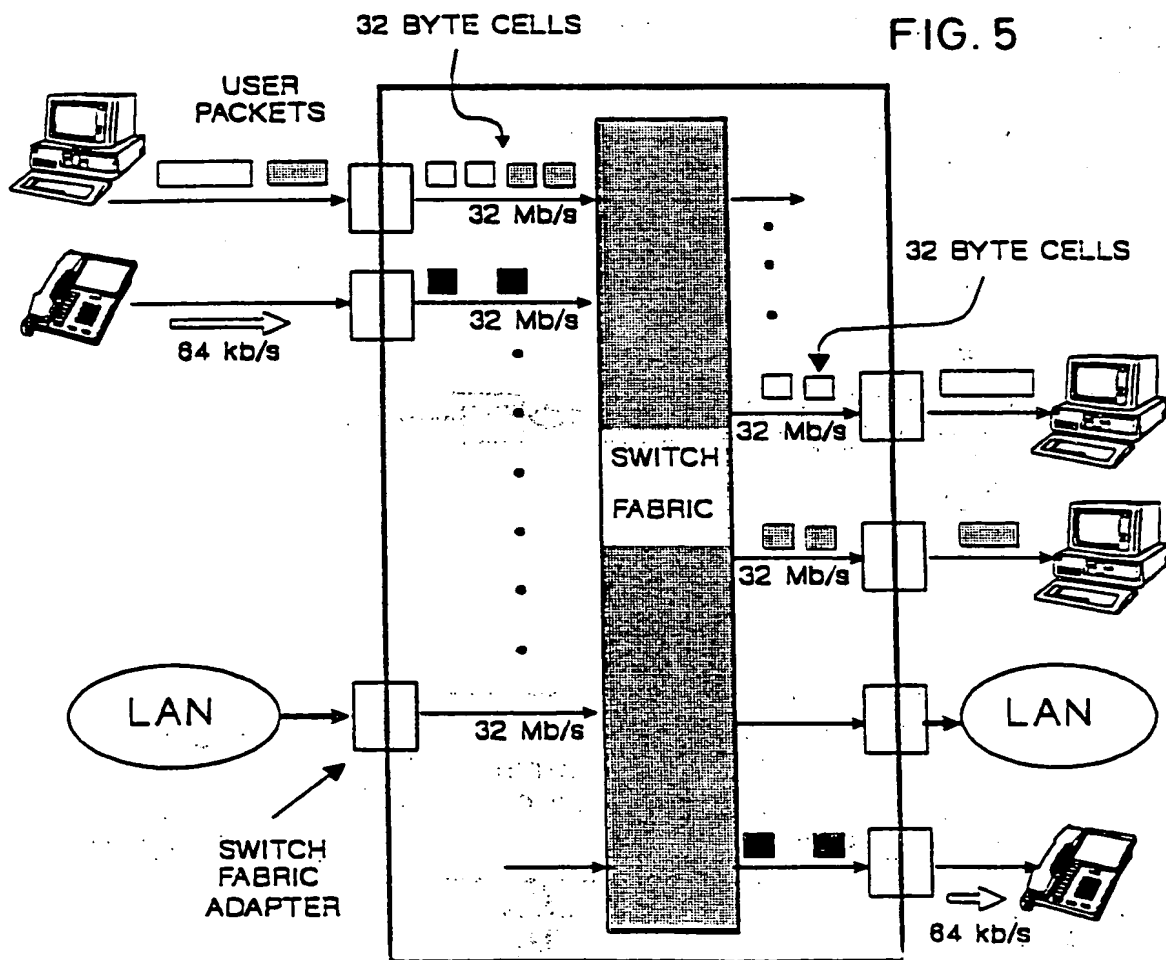 FIG. 5
32 BYTE CELLS
USER
PACKETS
32 Mb/s
64 kb/s
32 Mb/s
32 BYTE CELLS
32 Mb/s
SWITCH
FABRIC
32 Mb/s
LAN
32 Mb/s
LAN
SWITCH
FABRIC
ADAPTER
64 kb/s